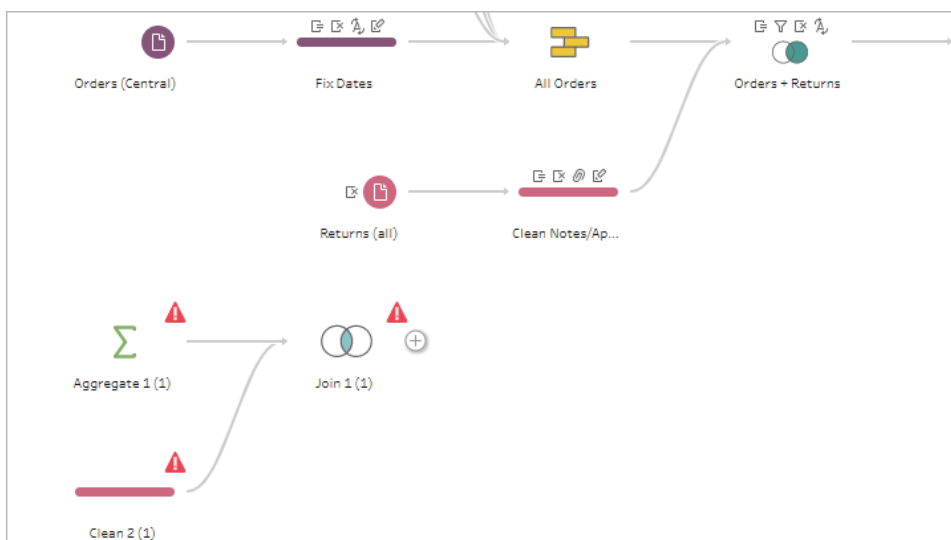 Orders (Central)
Fix Dates
All Orders
Orders + Returns
Returns (all)
Clean Notes/Ap...
Aggregate 1 (1)
Join 1 (1)
Clean 2 (1)